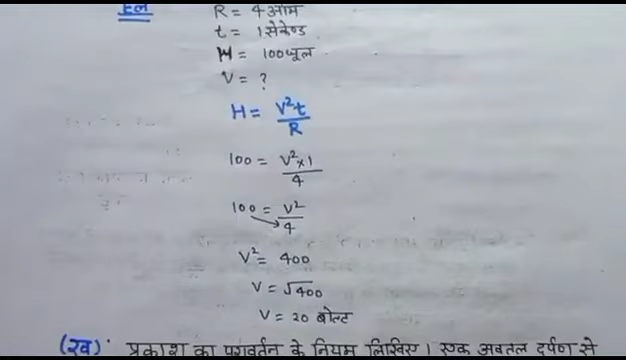 हल
R = 4 ओम
t = 1 सेकेण्ड
H = 100 जूल
V = ?
H = V²t/R
100 = V²×1/4
100 = V²/4
V² = 400
V = √400
V = 20 वोल्ट
(ख) प्रकाश का परावर्तन के नियम लिखिए। एक अवतल दर्पण से